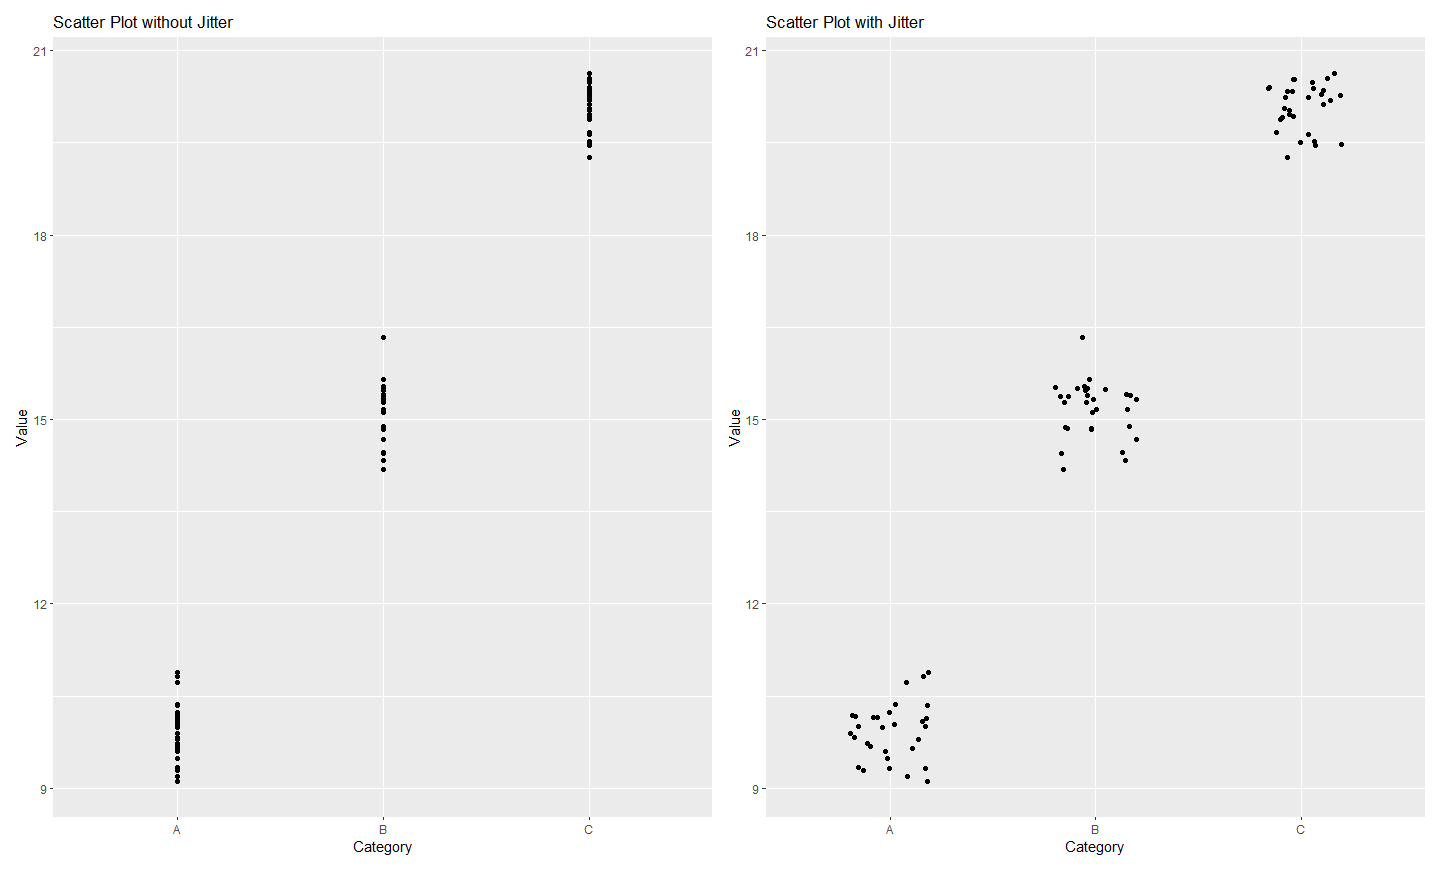 Scatter Plot without Jitter
21
18
15
12
9
Value
A B C
Category
Scatter Plot with Jitter
21
18
15
12
9
Value
A B C
Category